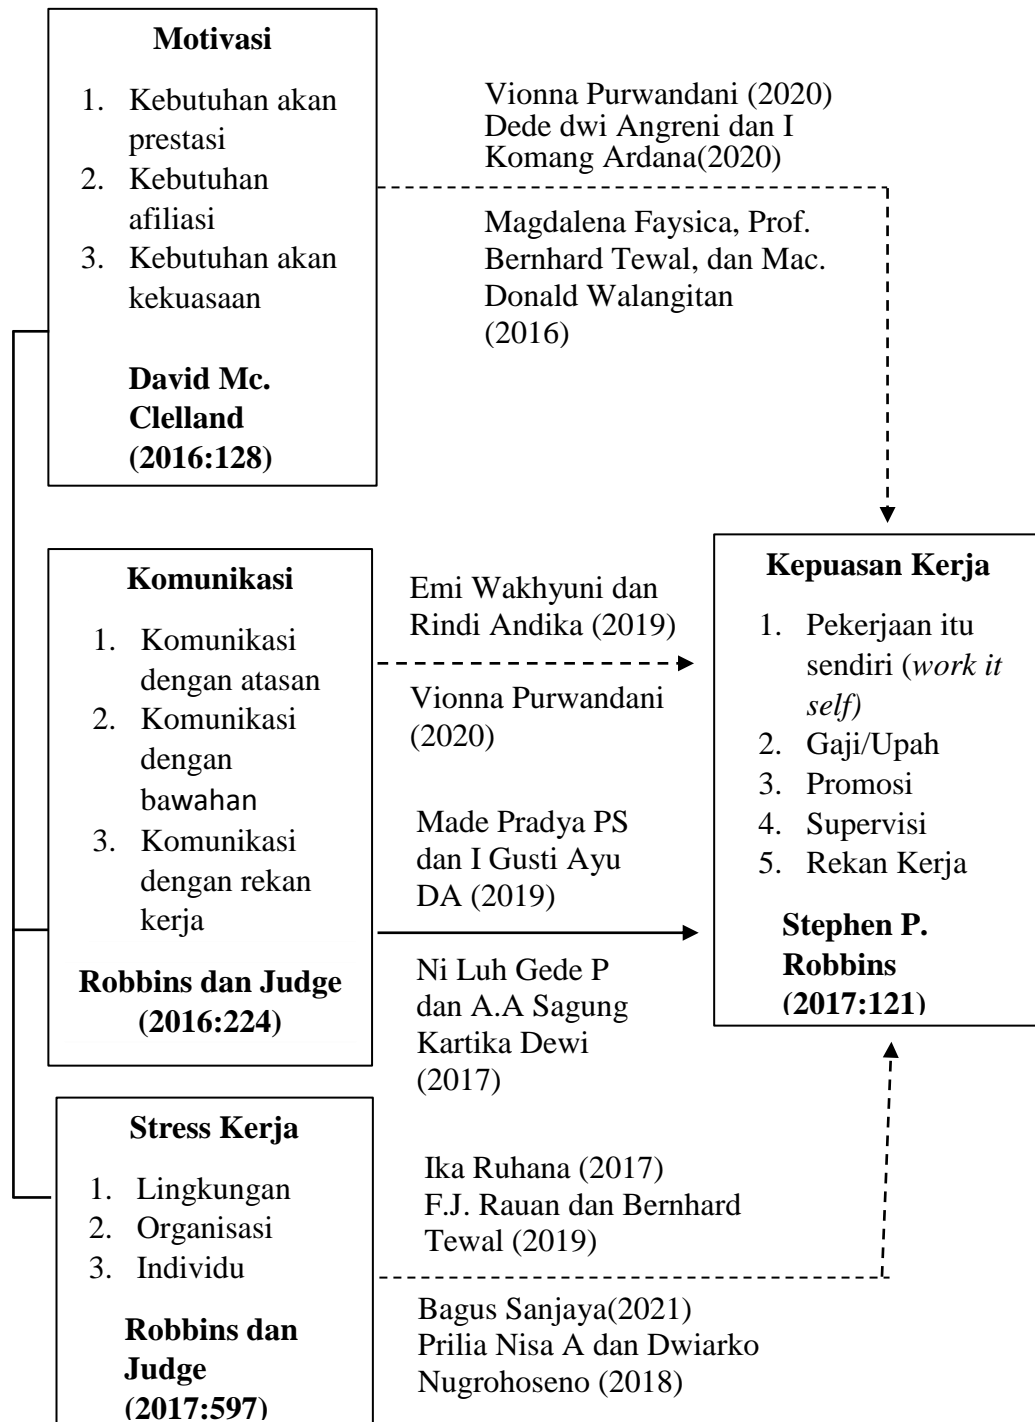 Motivasi
1. Kebutuhan akan
prestasi
2. Kebutuhan
afiliasi
3. Kebutuhan akan
kekuasaan
David Mc.
Clelland
(2016:128)
Vionna Purwandani (2020)
Dede dwi Angreni dan I
Komang Ardana(2020)
Magdalena Faysica, Prof.
Bernhard Tewal, dan Mac.
Donald Walangitan
(2016)
Komunikasi
1. Komunikasi
dengan atasan
2. Komunikasi
dengan
bawahan
3. Komunikasi
dengan rekan
kerja
Robbins dan Judge
(2016:224)
Emi Wakhyuni dan
Rindi Andika (2019)
Vionna Purwandani
(2020)
Made Pradya PS
dan I Gusti Ayu
DA (2019)
Ni Luh Gede P
dan A.A Sagung
Kartika Dewi
(2017)
Kepuasan Kerja
1. Pekerjaan itu
sendiri (work it
self)
2. Gaji/Upah
3. Promosi
4. Supervisi
5. Rekan Kerja
Stephen P.
Robbins
(2017:121)
Stress Kerja
1. Lingkungan
2. Organisasi
3. Individu
Robbins dan
Judge
(2017:597)
Ika Ruhana (2017)
F.J. Rauan dan Bernhard
Tewal (2019)
Bagus Sanjaya(2021)
Prilia Nisa A dan Dwiarko
Nugrohoseno (2018)